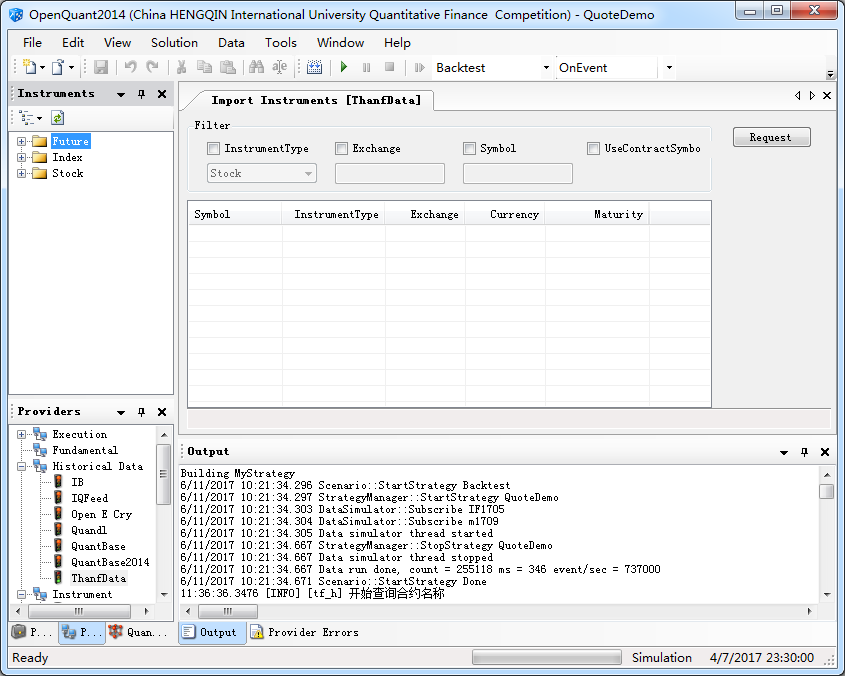 OpenQuant2014 (China HENGQIN International University Quantitative Finance  Competition) - QuoteDemo
File Edit View Solution Data Tools Window Help
Backtest OnEvent
Instruments
Future
Index
Stock
Import Instruments [ThanfData]
Filter
InstrumentType Exchange Symbol UseContractSymbo
Request
Stock
Symbol InstrumentType Exchange Currency Maturity
Providers
Execution
Fundamental
Historical Data
IB
IQFeed
Open E Cry
Quandl
QuantBase
QuantBase2014
ThanfData
Instrument
P... P... Quan...
Output
Building MyStrategy
6/11/2017 10:21:34.296 Scenario::StartStrategy Backtest
6/11/2017 10:21:34.297 StrategyManager::StartStrategy QuoteDemo
6/11/2017 10:21:34.303 DataSimulator::Subscribe IF1705
6/11/2017 10:21:34.304 DataSimulator::Subscribe m1709
6/11/2017 10:21:34.305 Data simulator thread started
6/11/2017 10:21:34.667 StrategyManager::StopStrategy QuoteDemo
6/11/2017 10:21:34.667 Data simulator thread stopped
6/11/2017 10:21:34.667 Data run done, count = 255118 ms = 346 event/sec = 737000
6/11/2017 10:21:34.671 Scenario::StartStrategy Done
11:36:36.3476 [INFO] [tf_h] 开始查询合约名称
Output Provider Errors
Ready Simulation 4/7/2017 23:30:00